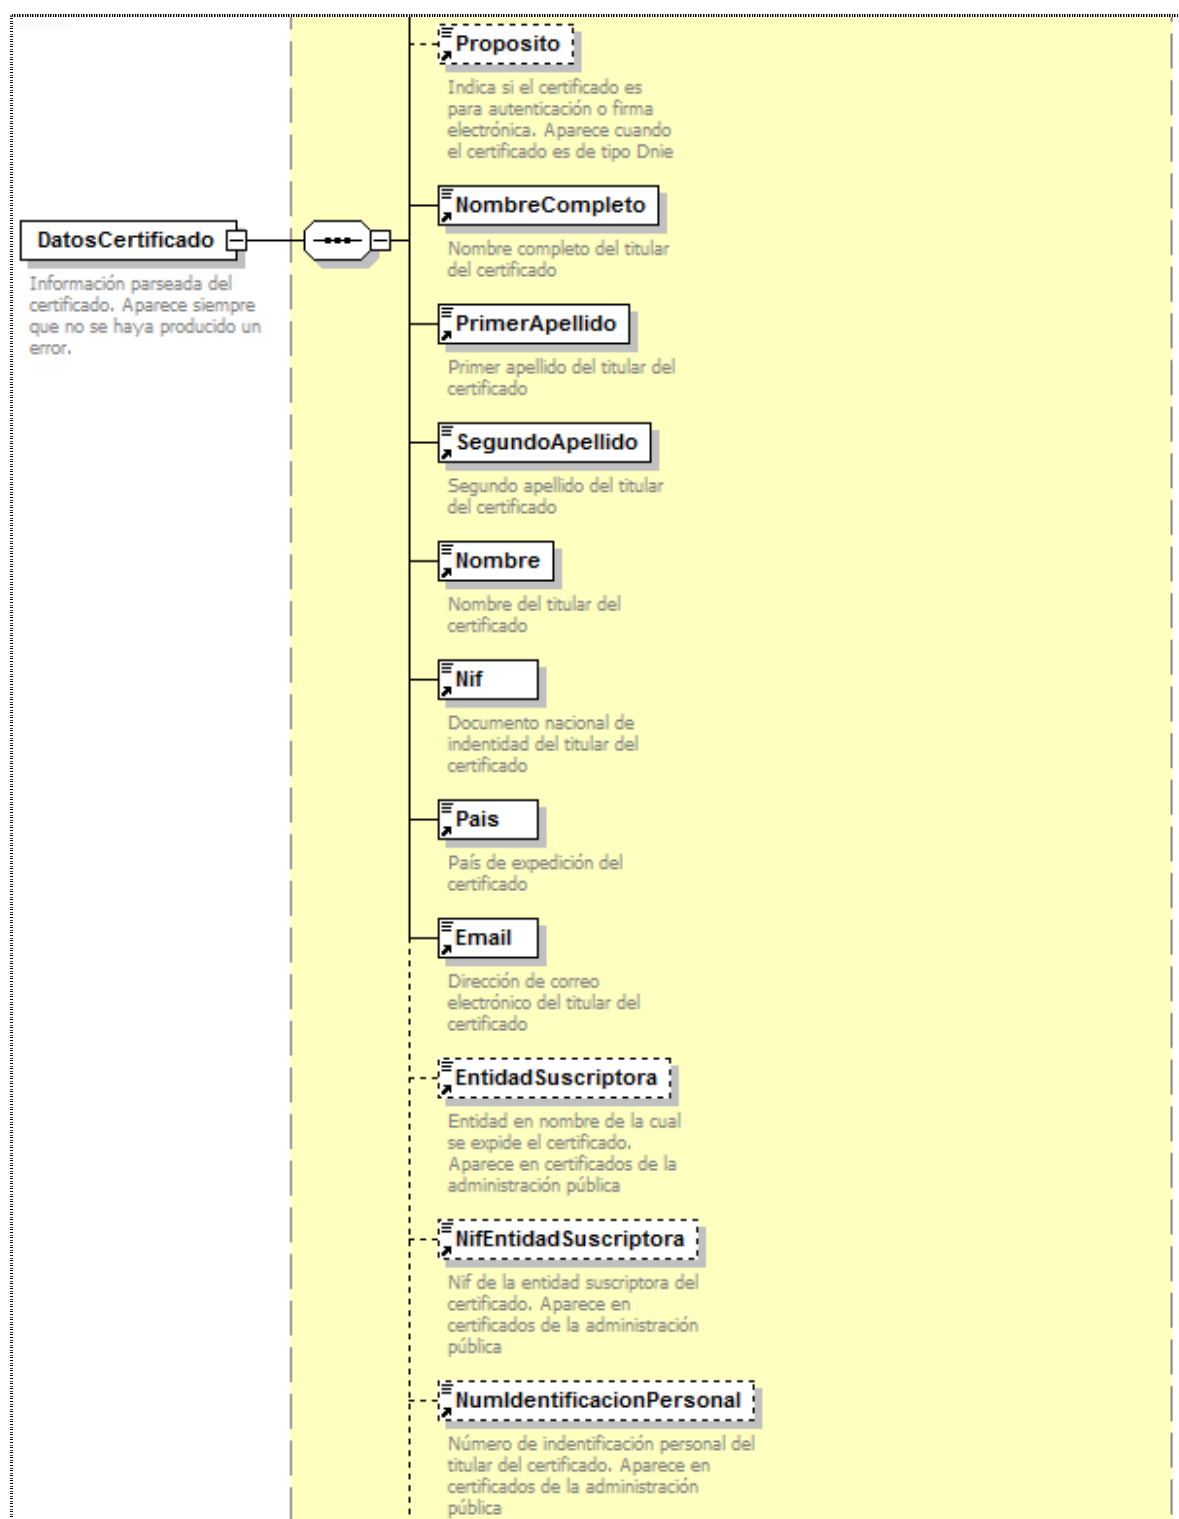 Proposito
Indica si el certificado es
para autenticación o firma
electrónica. Aparece cuando
el certificado es de tipo Dnie
NombreCompleto
Nombre completo del titular
del certificado
DatosCertificado
Información parseada del
certificado. Aparece siempre
que no se haya producido un
error.
PrimerApellido
Primer apellido del titular del
certificado
SegundoApellido
Segundo apellido del titular
del certificado
Nombre
Nombre del titular del
certificado
Nif
Documento nacional de
indentidad del titular del
certificado
Pais
País de expedición del
certificado
Email
Dirección de correo
electrónico del titular del
certificado
EntidadSuscriptora
Entidad en nombre de la cual
se expide el certificado.
Aparece en certificados de la
administración pública
NifEntidadSuscriptora
Nif de la entidad suscriptora del
certificado. Aparece en
certificados de la administración
pública
NumIdentificacionPersonal
Número de indentificación personal del
titular del certificado. Aparece en
certificados de la administración
pública